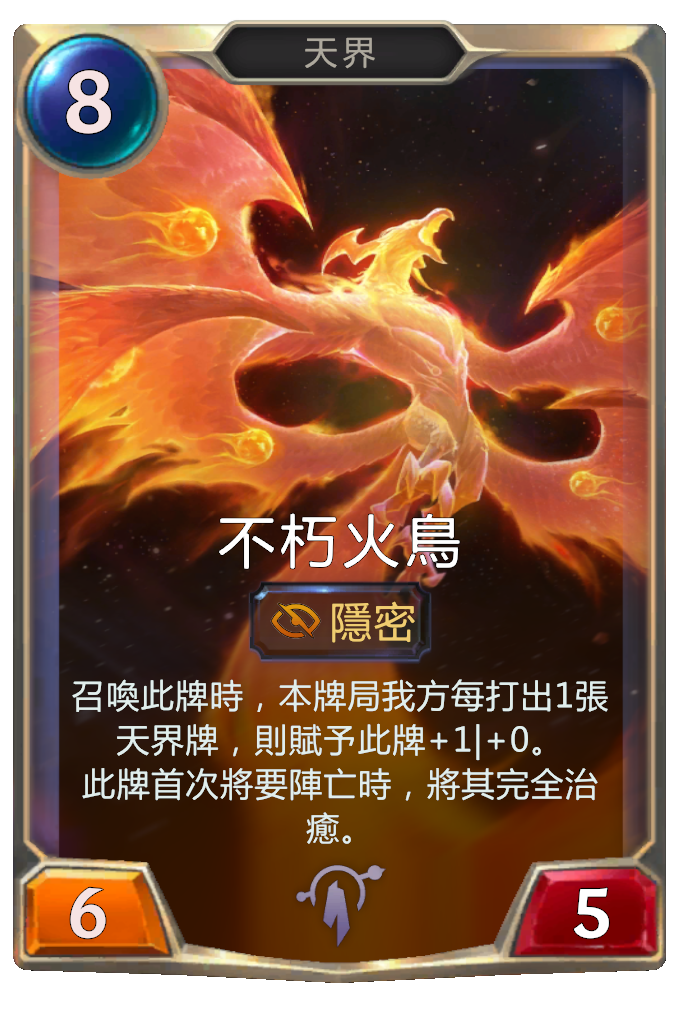 天界
8
不朽火鳥
隱密
召喚此牌時，本牌局我方每打出1張
天界牌，則賦予此牌+1|+0。
此牌首次將要陣亡時，將其完全治
癒。
6
5